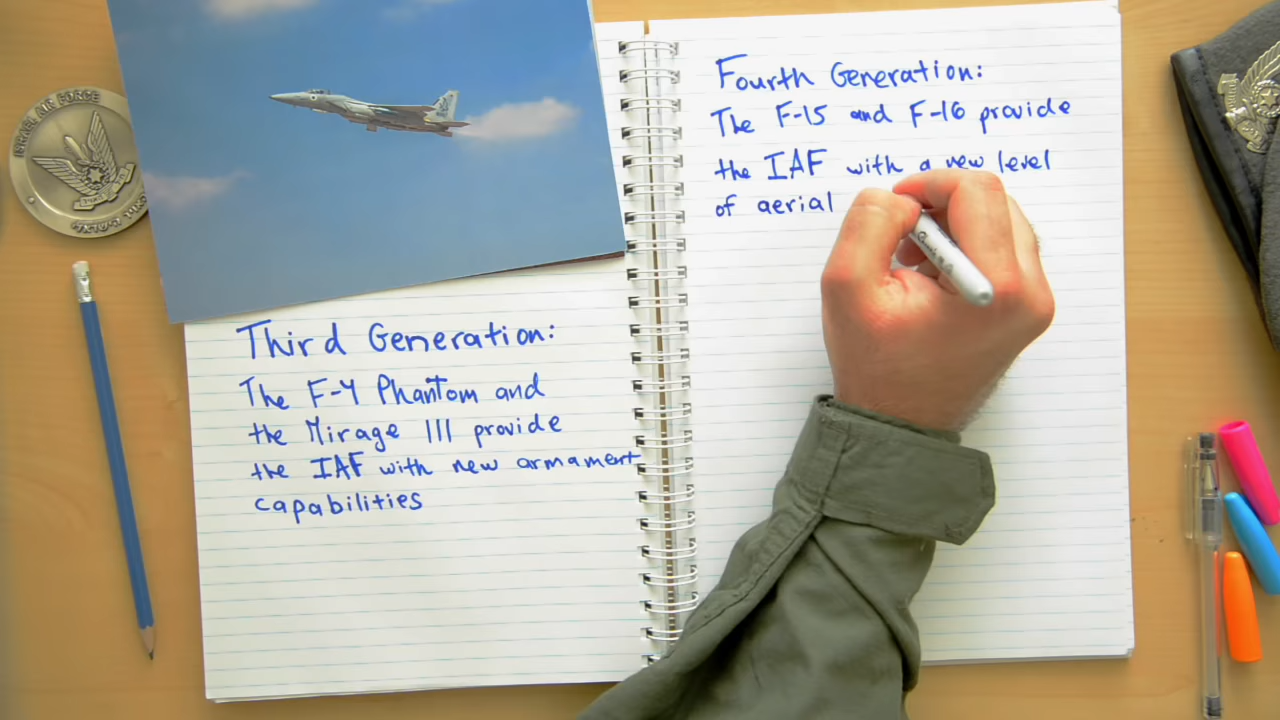 ISRAEL AIR FORCE
Third Generation:
The F-4 Phantom and
the Mirage III provide
the IAF with new armament
capabilities
Fourth Generation:
The F-15 and F-16 provide
the IAF with a new level
of aerial